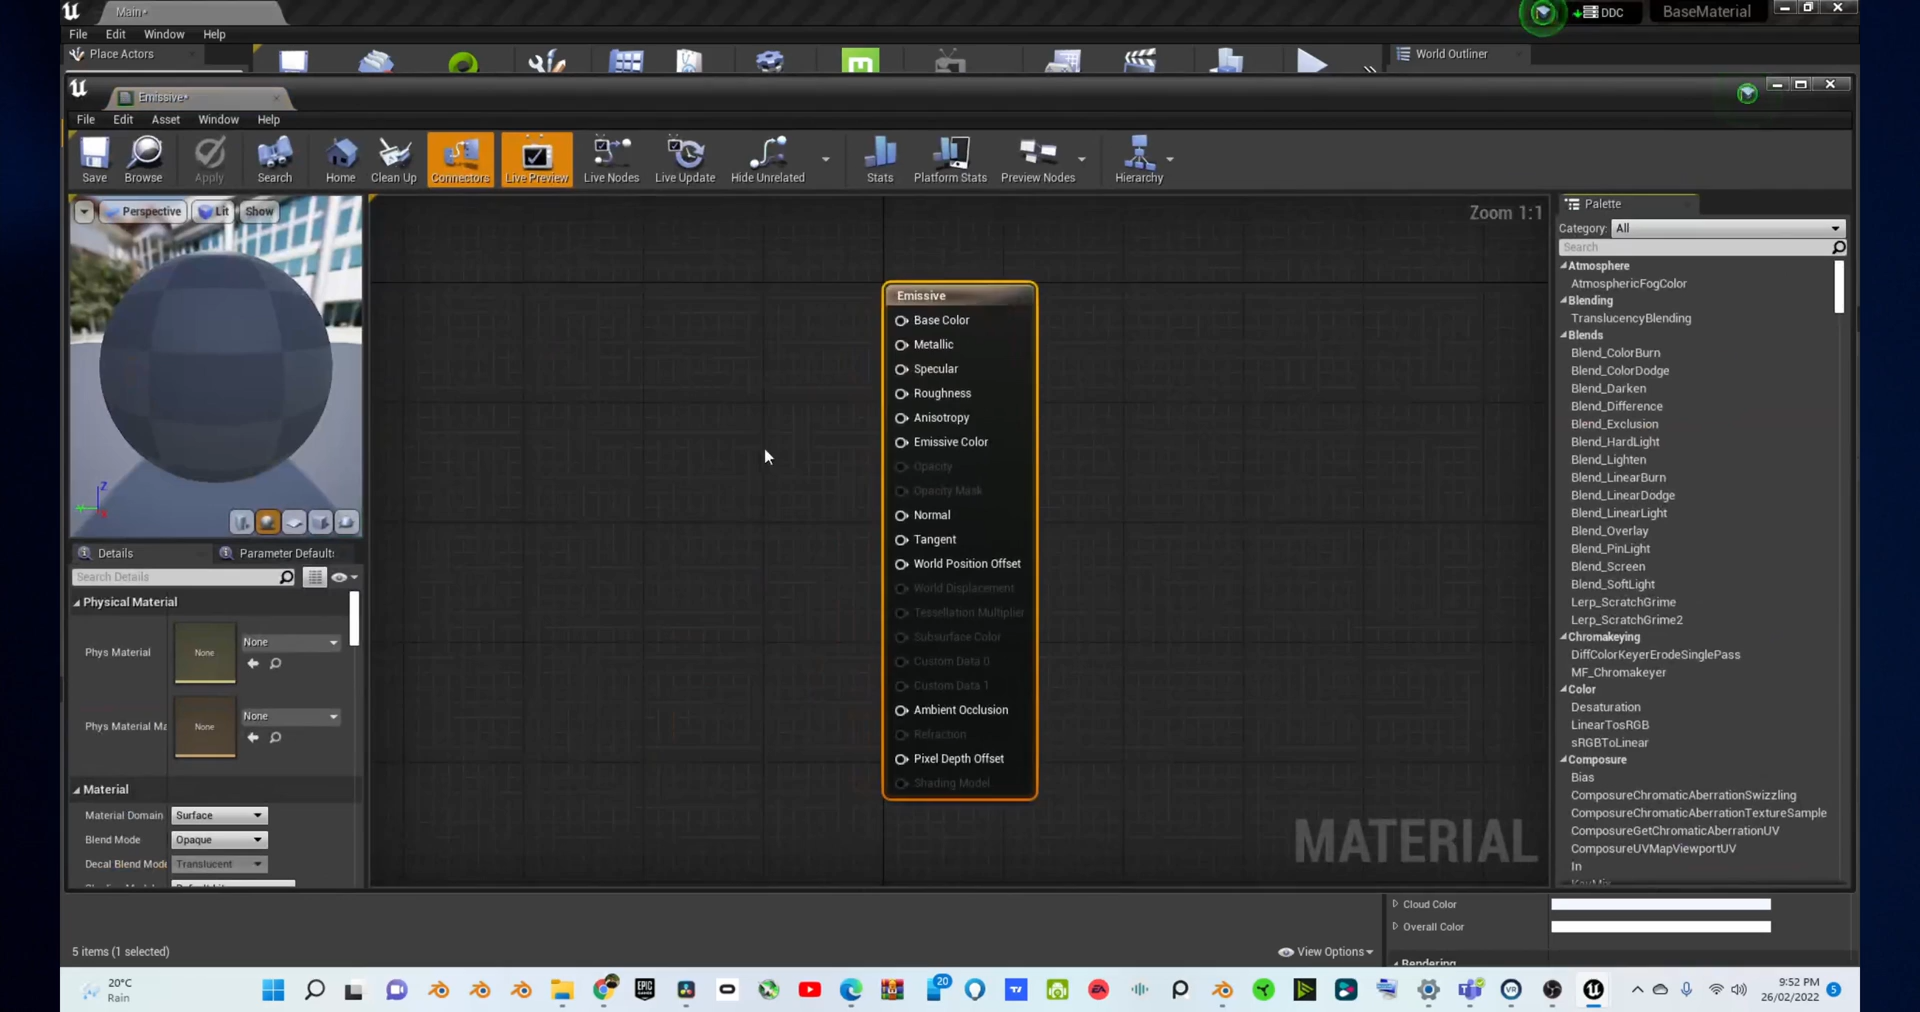 Main*
DDC
BaseMaterial
File Edit Window Help
Place Actors
World Outliner
Emissive*
File Edit Asset Window Help
Save Browse Apply Search Home Clean Up Connectors Live Preview Live Nodes Live Update Hide Unrelated Stats Platform Stats Preview Nodes Hierarchy
Perspective Lit Show
Zoom 1:1
Palette
Category: All
Search
Emissive
Base Color
Metallic
Specular
Roughness
Anisotropy
Emissive Color
Opacity
Opacity Mask
Normal
Tangent
World Position Offset
World Displacement
Tessellation Multiplier
Subsurface Color
Custom Data 0
Custom Data 1
Ambient Occlusion
Refraction
Pixel Depth Offset
Shading Model
MATERIAL
Atmosphere
AtmosphericFogColor
Blending
TranslucencyBlending
Blends
Blend_ColorBurn
Blend_ColorDodge
Blend_Darken
Blend_Difference
Blend_Exclusion
Blend_HardLight
Blend_Lighten
Blend_LinearBurn
Blend_LinearDodge
Blend_LinearLight
Blend_Overlay
Blend_PinLight
Blend_Screen
Blend_SoftLight
Lerp_ScratchGrime
Lerp_ScratchGrime2
Chromakeying
DiffColorKeyerErodeSinglePass
MF_Chromakeyer
Color
Desaturation
LinearTosRGB
sRGBToLinear
Composure
Bias
ComposureChromaticAberrationSwizzling
ComposureChromaticAberrationTextureSample
ComposureGetChromaticAberrationUV
ComposureUVMapViewportUV
In
Z
Details Parameter Defaults
Search Details
Physical Material
Phys Material None None
Phys Material Ma None None
Material
Material Domain Surface
Blend Mode Opaque
Decal Blend Mode Translucent
Cloud Color
Overall Color
5 items (1 selected)
View Options
Rendering
20°C
Rain
EPIC GAMES
20
EA
VR
9:52 PM
26/02/2022
5